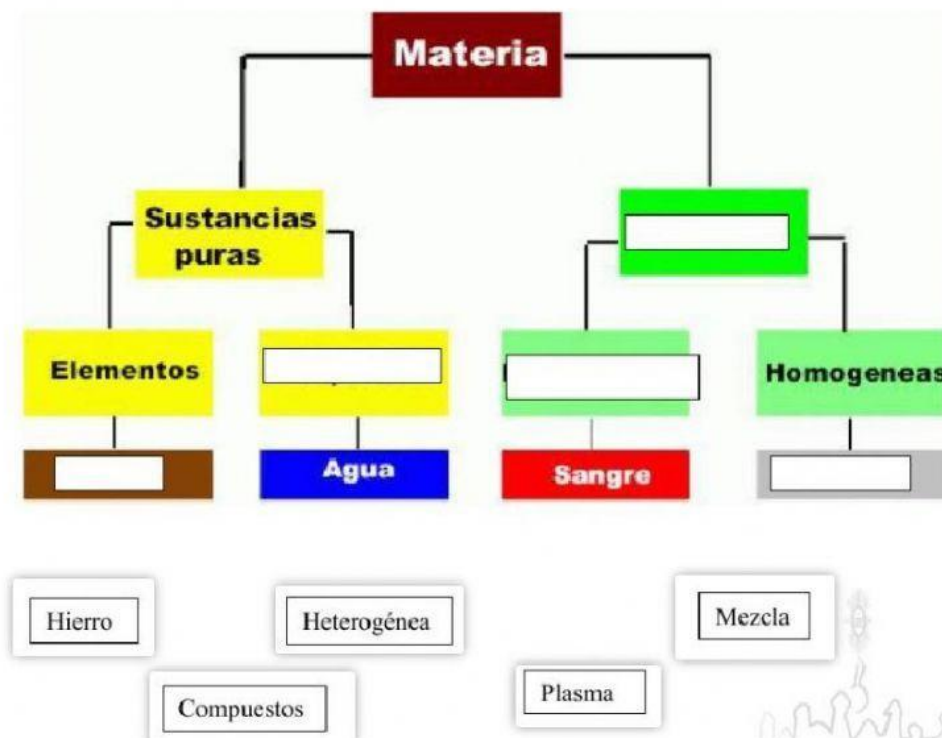 Materia
Sustancias
puras
Elementos
Homogeneas
Agua
Sangre
Hierro
Heterogénea
Mezcla
Compuestos
Plasma